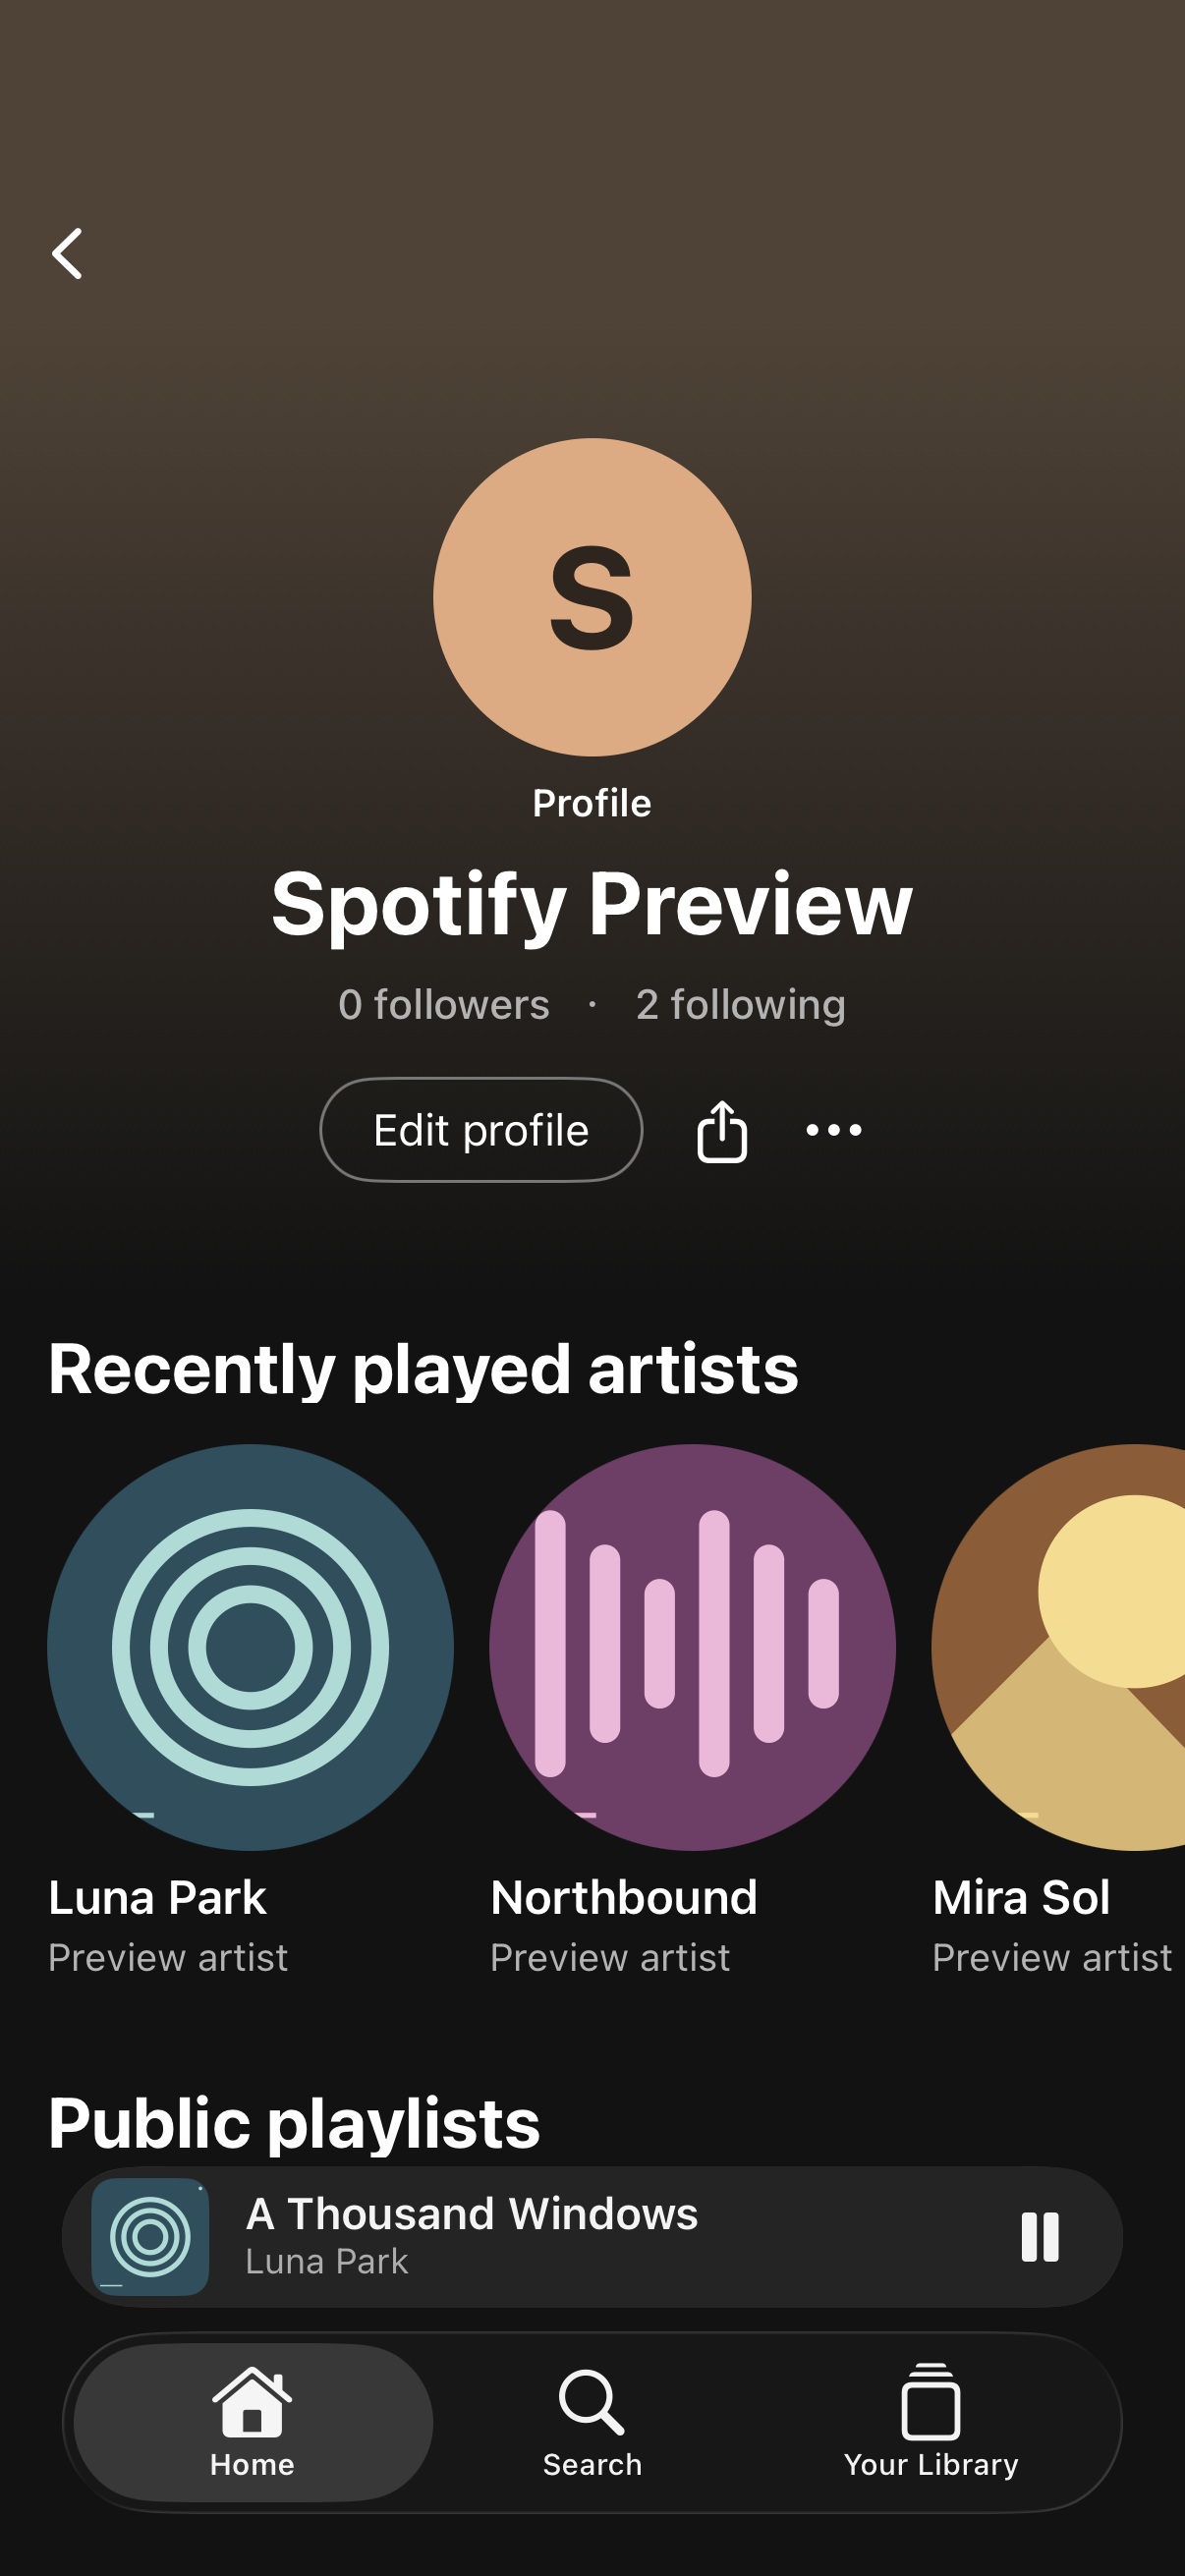 S
Profile
Spotify Preview
0 followers · 2 following
Edit profile
Recently played artists
Luna Park
Preview artist
Northbound
Preview artist
Mira Sol
Preview artist
Public playlists
A Thousand Windows
Luna Park
Home
Search
Your Library